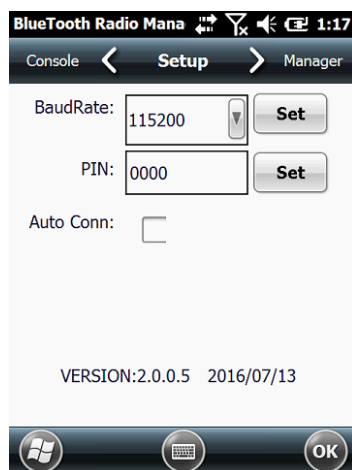 BlueTooth Radio Mana 1:17
Console Setup Manager
BaudRate: 115200 Set
PIN: 0000 Set
Auto Conn:
VERSION:2.0.0.5 2016/07/13
OK